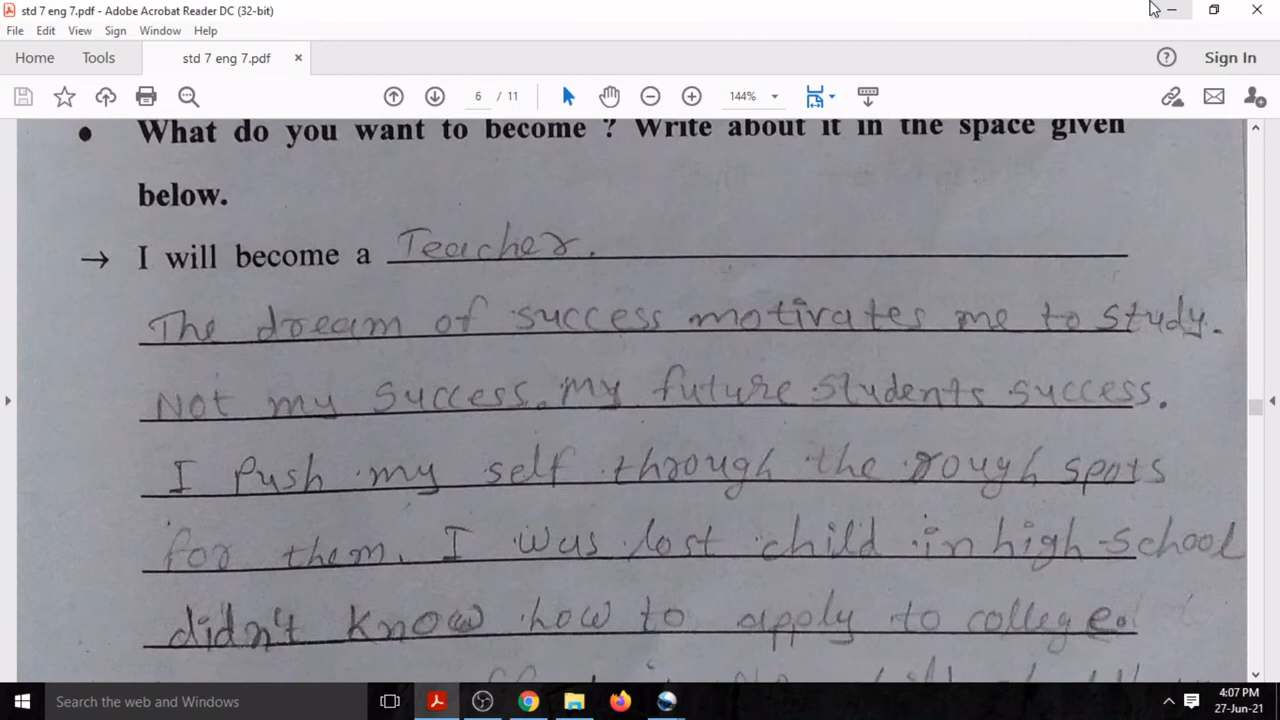 std 7 eng 7.pdf - Adobe Acrobat Reader DC (32-bit)
File Edit View Sign Window Help
Home Tools std 7 eng 7.pdf × Sign In
6 / 11 144%
• What do you want to become ? Write about it in the space given
below.
→ I will become a Teacher.
The dream of success motivates me to study.
Not my success. My future students success.
I Push my self through the rough spots
for them. I was lost child in high-school
didn't know how to apply to college.
Search the web and Windows
4:07 PM
27-Jun-21